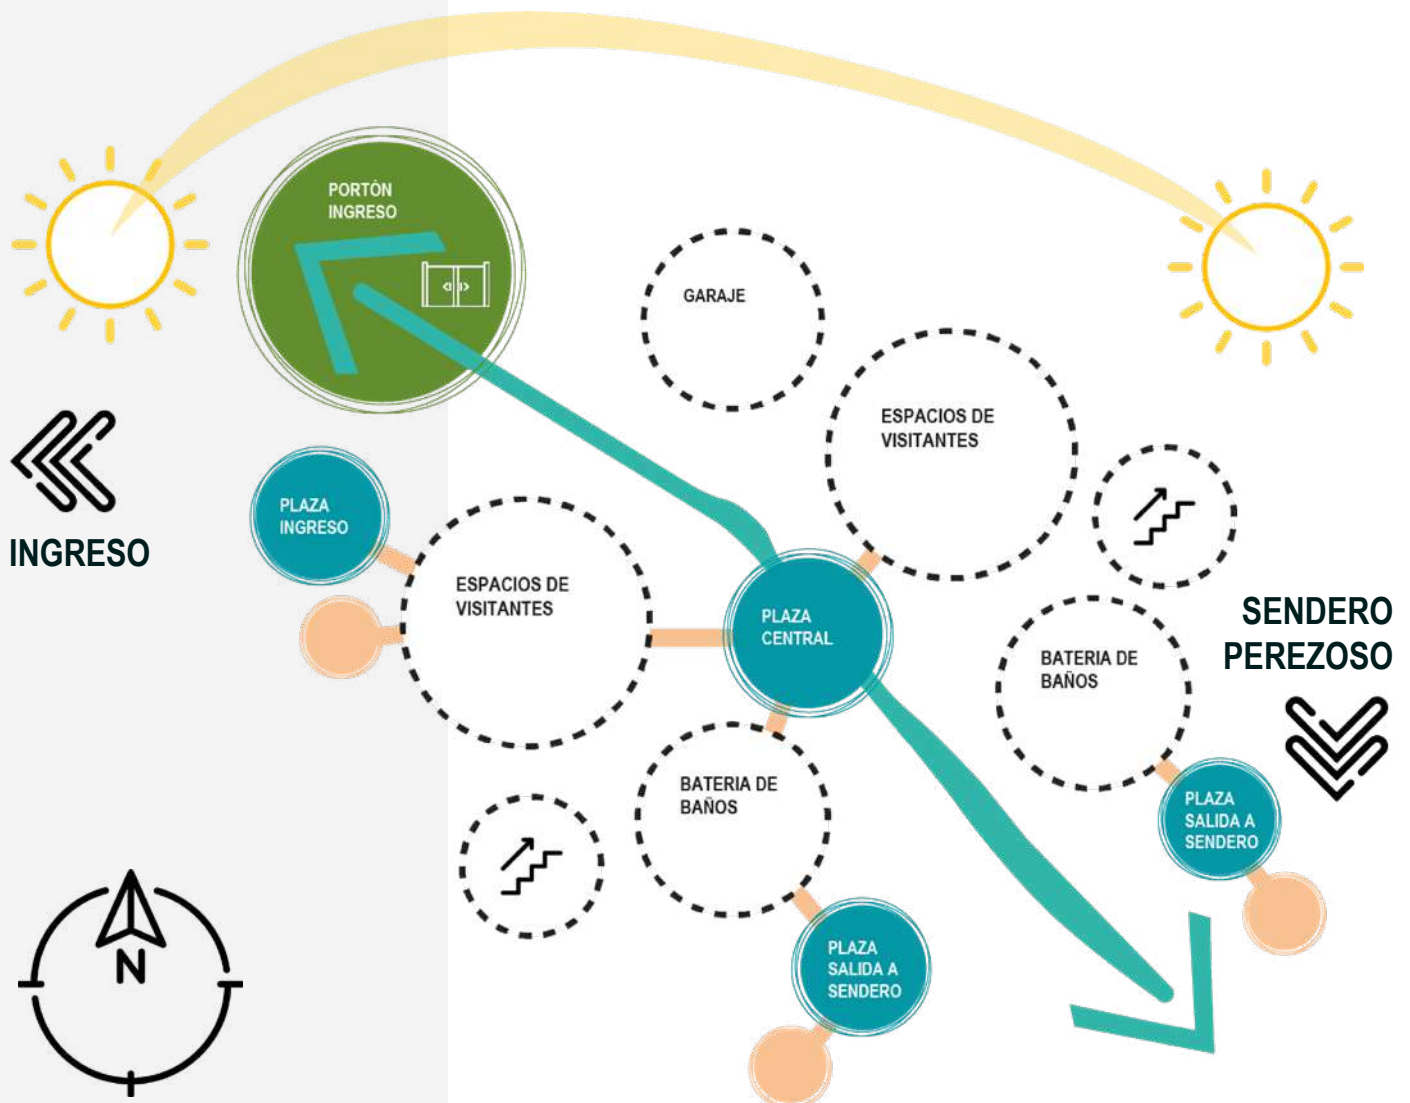 PORTÓN
INGRESO
GARAJE
ESPACIOS DE
VISITANTES
PLAZA
INGRESO
INGRESO
ESPACIOS DE
VISITANTES
PLAZA
CENTRAL
SENDERO
PEREZOSO
BATERIA DE
BAÑOS
BATERIA DE
BAÑOS
PLAZA
SALIDA A
SENDERO
PLAZA
SALIDA A
SENDERO
N